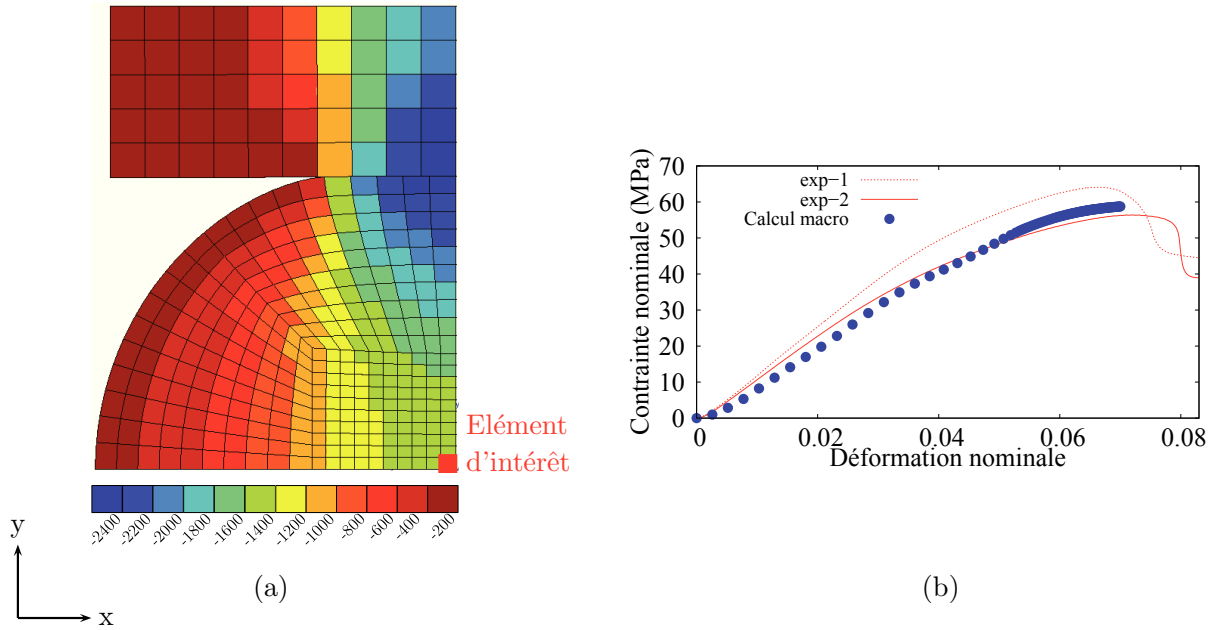 Elément
d'intérêt
-2400 -2200 -2000 -1800 -1600 -1400 -1200 -1000 -800 -600 -400 -200
y
x
(a)
Contrainte nominale (MPa)
70
60
50
40
30
20
10
0
exp-1
exp-2
Calcul macro
0 0.02 0.04 0.06 0.08
Déformation nominale
(b)